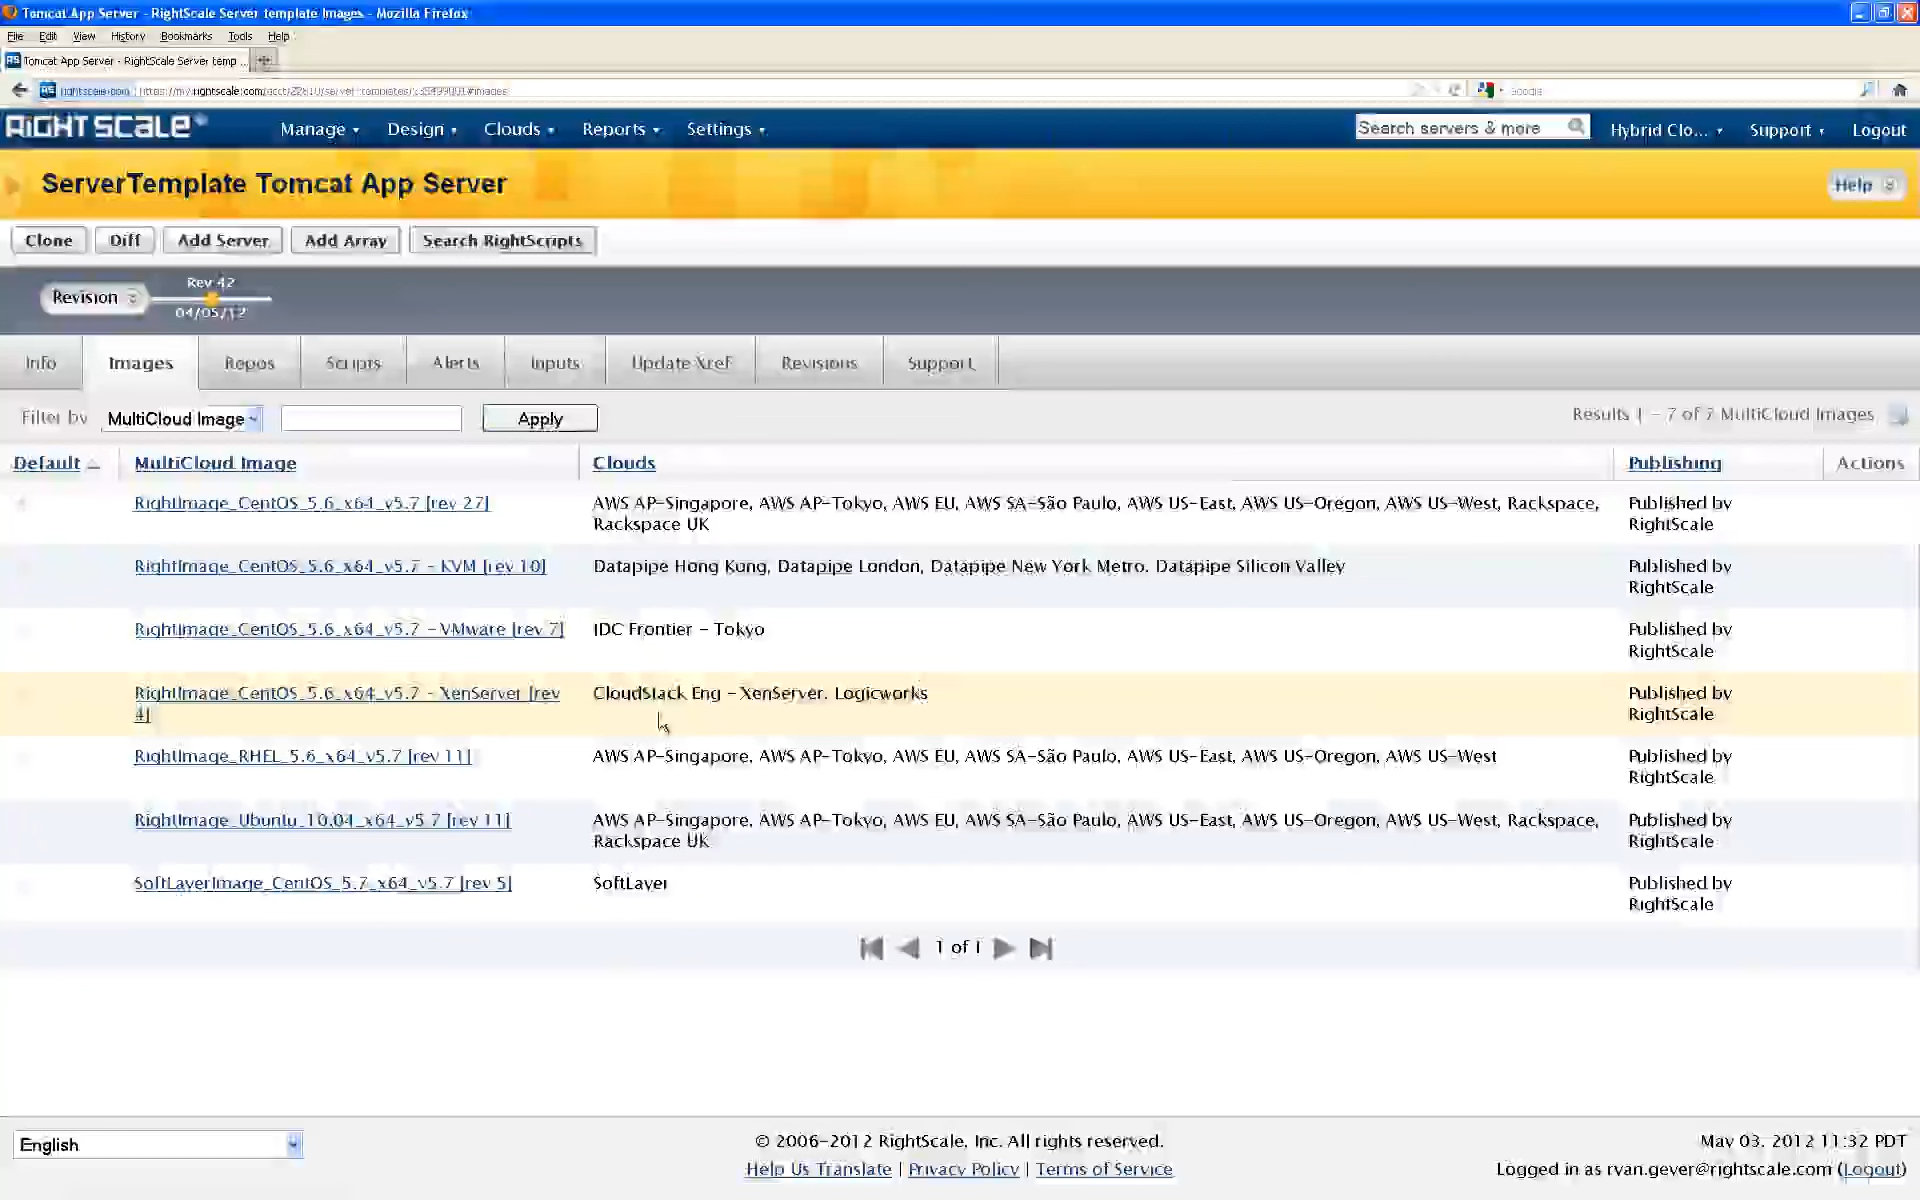 Tomcat App Server - RightScale Server template Images - Mozilla Firefox
File Edit View History Bookmarks Tools Help
Tomcat App Server - RightScale Server temp ...
rightscale.com https://my.rightscale.com/acct/ #images Google
RIGHTSCALE Manage Design Clouds Reports Settings Search servers & more Hybrid Clo... Support Logout
ServerTemplate Tomcat App Server Help
Clone Diff Add Server Add Array Search RightScripts
Rev 42
Revision
04/05/12
Info Images Repos Scripts Alerts Inputs Update Xref Revisions Support
Filter by MultiCloud Image Apply Results 1 - 7 of 7 MultiCloud Images
Default MultiCloud Image Clouds Publishing Actions
RightImage_CentOS_5.6_x64_v5.7 [rev 27] AWS AP-Singapore, AWS AP-Tokyo, AWS EU, AWS SA-São Paulo, AWS US-East, AWS US-Oregon, AWS US-West, Rackspace, Published by
Rackspace UK RightScale
RightImage_CentOS_5.6_x64_v5.7 - KVM [rev 10] Datapipe Hong Kong, Datapipe London, Datapipe New York Metro, Datapipe Silicon Valley Published by
RightScale
RightImage_CentOS_5.6_x64_v5.7 - VMware [rev 7] IDC Frontier - Tokyo Published by
RightScale
RightImage_CentOS_5.6_x64_v5.7 - XenServer [rev CloudStack Eng - XenServer, Logicworks Published by
4] RightScale
RightImage_RHEL_5.6_x64_v5.7 [rev 11] AWS AP-Singapore, AWS AP-Tokyo, AWS EU, AWS SA-São Paulo, AWS US-East, AWS US-Oregon, AWS US-West Published by
RightScale
RightImage_Ubuntu_10.04_x64_v5.7 [rev 11] AWS AP-Singapore, AWS AP-Tokyo, AWS EU, AWS SA-São Paulo, AWS US-East, AWS US-Oregon, AWS US-West, Rackspace, Published by
Rackspace UK RightScale
SoftLayerImage_CentOS_5.7_x64_v5.7 [rev 5] SoftLayer Published by
RightScale
1 of 1
English © 2006-2012 RightScale, Inc. All rights reserved. May 03, 2012 11:32 PDT
Help Us Translate | Privacy Policy | Terms of Service Logged in as ryan.geyer@rightscale.com (Logout)